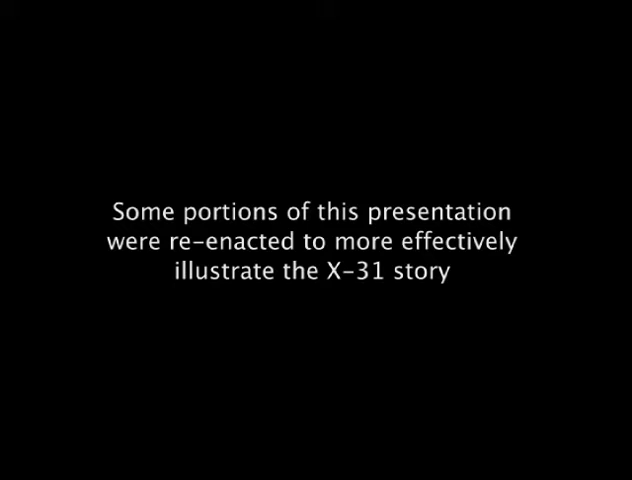 Some portions of this presentation
were re-enacted to more effectively
illustrate the X-31 story